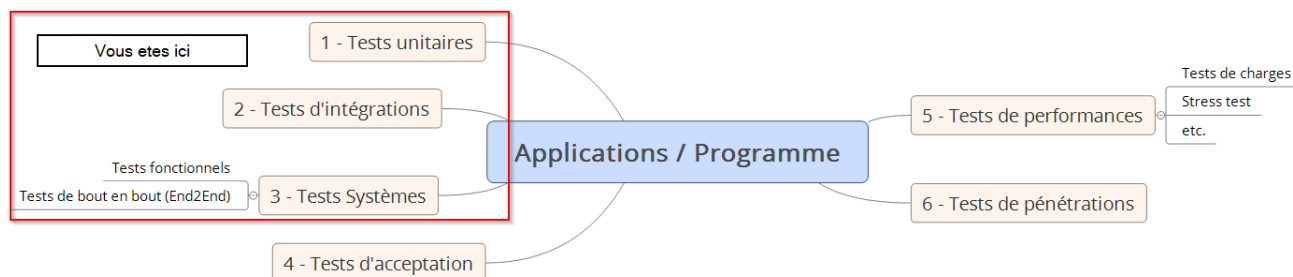 Vous etes ici
1 - Tests unitaires
2 - Tests d'intégrations
Tests fonctionnels
Tests de bout en bout (End2End)
3 - Tests Systèmes
4 - Tests d'acceptation
Applications / Programme
5 - Tests de performances
Tests de charges
Stress test
etc.
6 - Tests de pénétrations